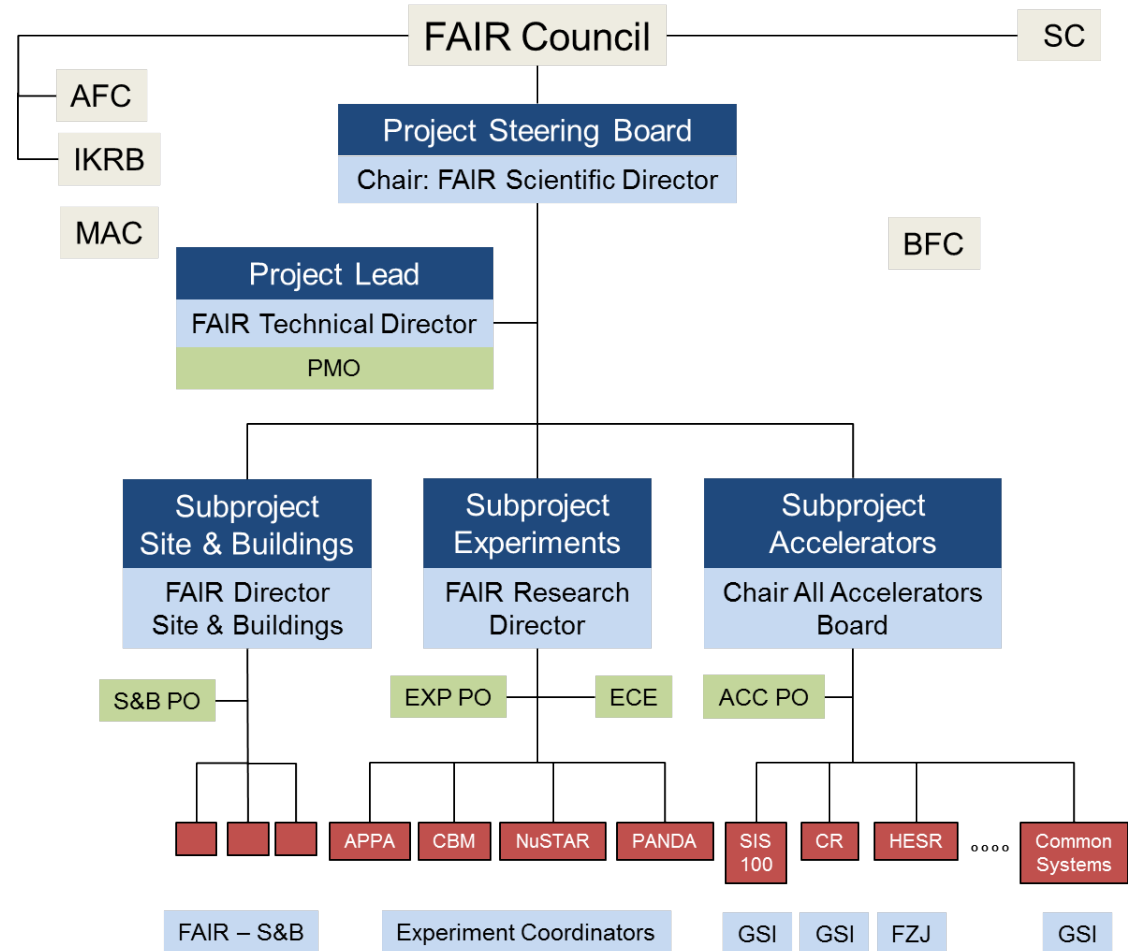 FAIR Council
SC
AFC
IKRB
MAC
BFC
Project Steering Board
Chair: FAIR Scientific Director
Project Lead
FAIR Technical Director
PMO
Subproject
Site & Buildings
FAIR Director
Site & Buildings
Subproject
Experiments
FAIR Research
Director
Subproject
Accelerators
Chair All Accelerators
Board
S&B PO
EXP PO
ECE
ACC PO
APPA
CBM
NuSTAR
PANDA
SIS
100
CR
HESR
oooo
Common
Systems
FAIR – S&B
Experiment Coordinators
GSI
GSI
FZJ
GSI